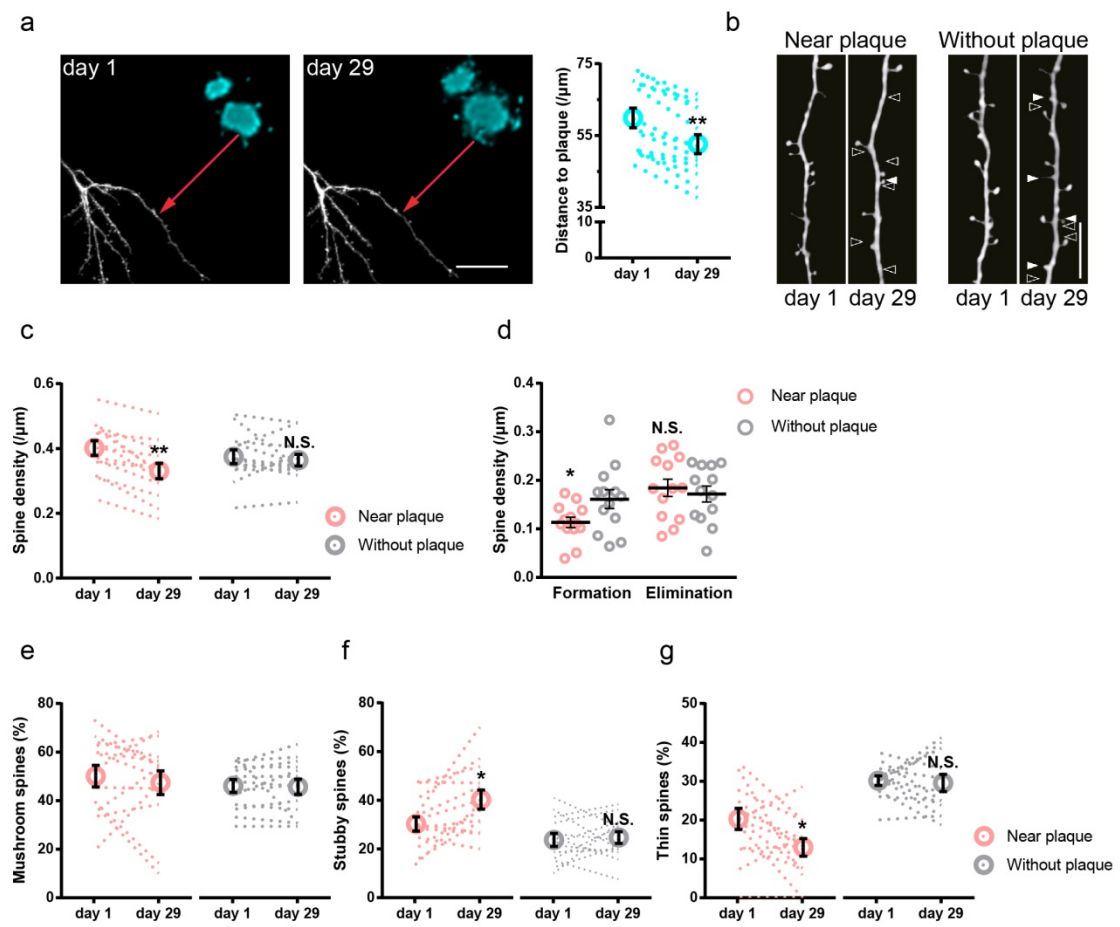 a
day 1
day 29
75
55
35
10
0
Distance to plaque (/μm)
**
day 1
day 29
b
Near plaque
Without plaque
day 1
day 29
day 1
day 29
c
Spine density (/μm)
0.6
0.4
0.2
0.0
**
N.S.
day 1
day 29
day 1
day 29
Near plaque
Without plaque
d
Spine density (/μm)
0.4
0.3
0.2
0.1
0.0
*
N.S.
Formation
Elimination
Near plaque
Without plaque
e
Mushroom spines (%)
80
60
40
20
0
day 1
day 29
day 1
day 29
f
Stubby spines (%)
80
60
40
20
0
*
N.S.
day 1
day 29
day 1
day 29
g
Thin spines (%)
50
40
30
20
10
0
*
N.S.
day 1
day 29
day 1
day 29
Near plaque
Without plaque